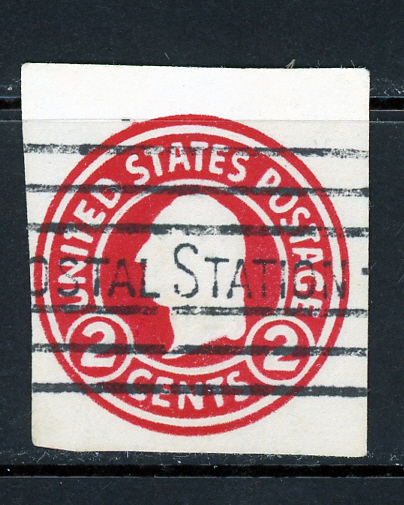 UNITED STATES POSTAGE
OSTAL STATION
2 2
CENTS